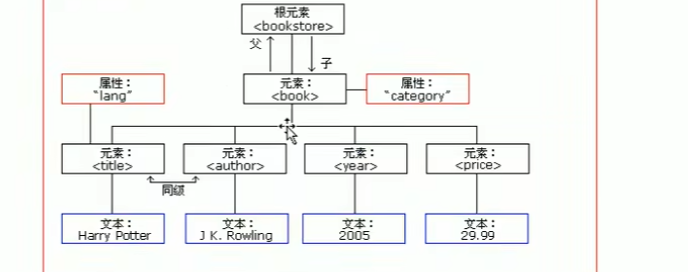 根元素
<bookstore>
父
子
属性：
"lang"
元素：
<book>
属性：
"category"
元素：
<title>
元素：
<author>
元素：
<year>
元素：
<price>
同级
文本：
Harry Potter
文本：
J K. Rowling
文本：
2005
文本：
29.99